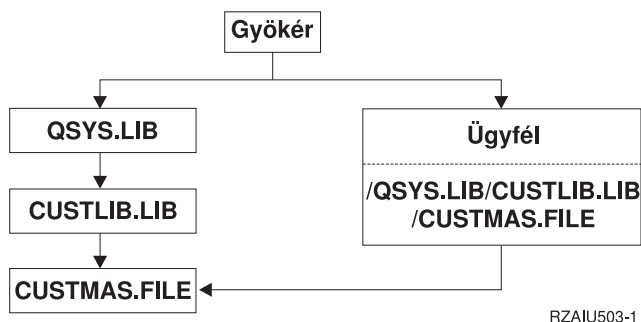 Gyökér
QSYS.LIB
CUSTLIB.LIB
CUSTMAS.FILE
Ügyfél
/QSYS.LIB/CUSTLIB.LIB
/CUSTMAS.FILE
RZAIU503-1